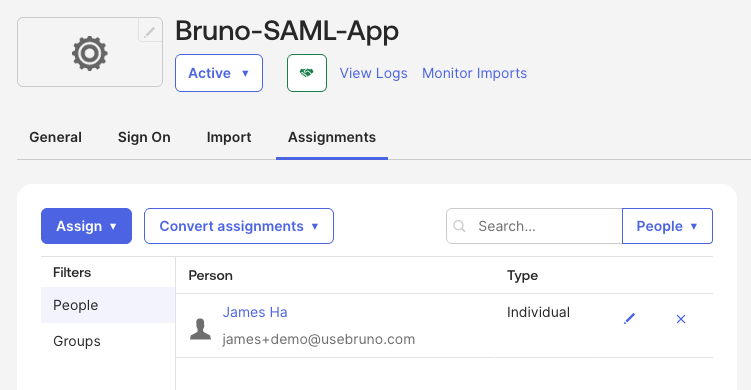 Bruno-SAML-App
Active
View Logs
Monitor Imports
General
Sign On
Import
Assignments
Assign
Convert assignments
Search...
People
Filters
Person
Type
People
James Ha
Individual
james+demo@usebruno.com
Groups